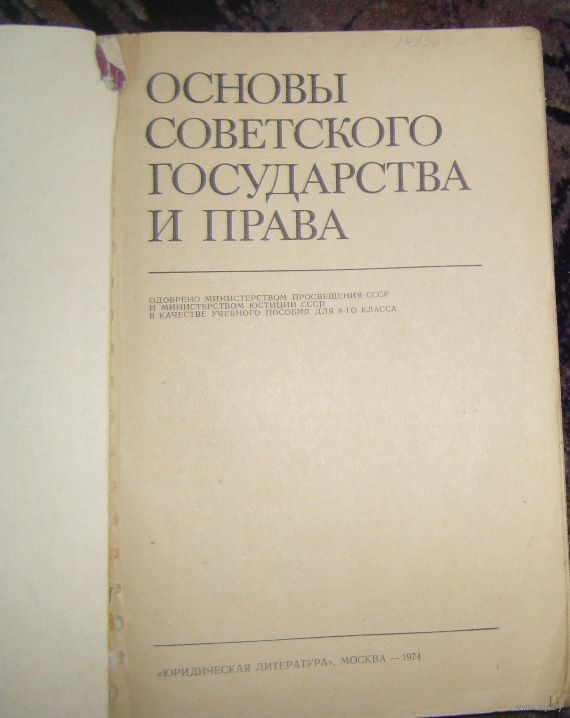 ОСНОВЫ
СОВЕТСКОГО
ГОСУДАРСТВА
И ПРАВА
ОДОБРЕНО МИНИСТЕРСТВОМ ПРОСВЕЩЕНИЯ СССР
И МИНИСТЕРСТВОМ ЮСТИЦИИ СССР
В КАЧЕСТВЕ УЧЕБНОГО ПОСОБИЯ ДЛЯ 8-ГО КЛАССА
«ЮРИДИЧЕСКАЯ ЛИТЕРАТУРА», МОСКВА — 1974